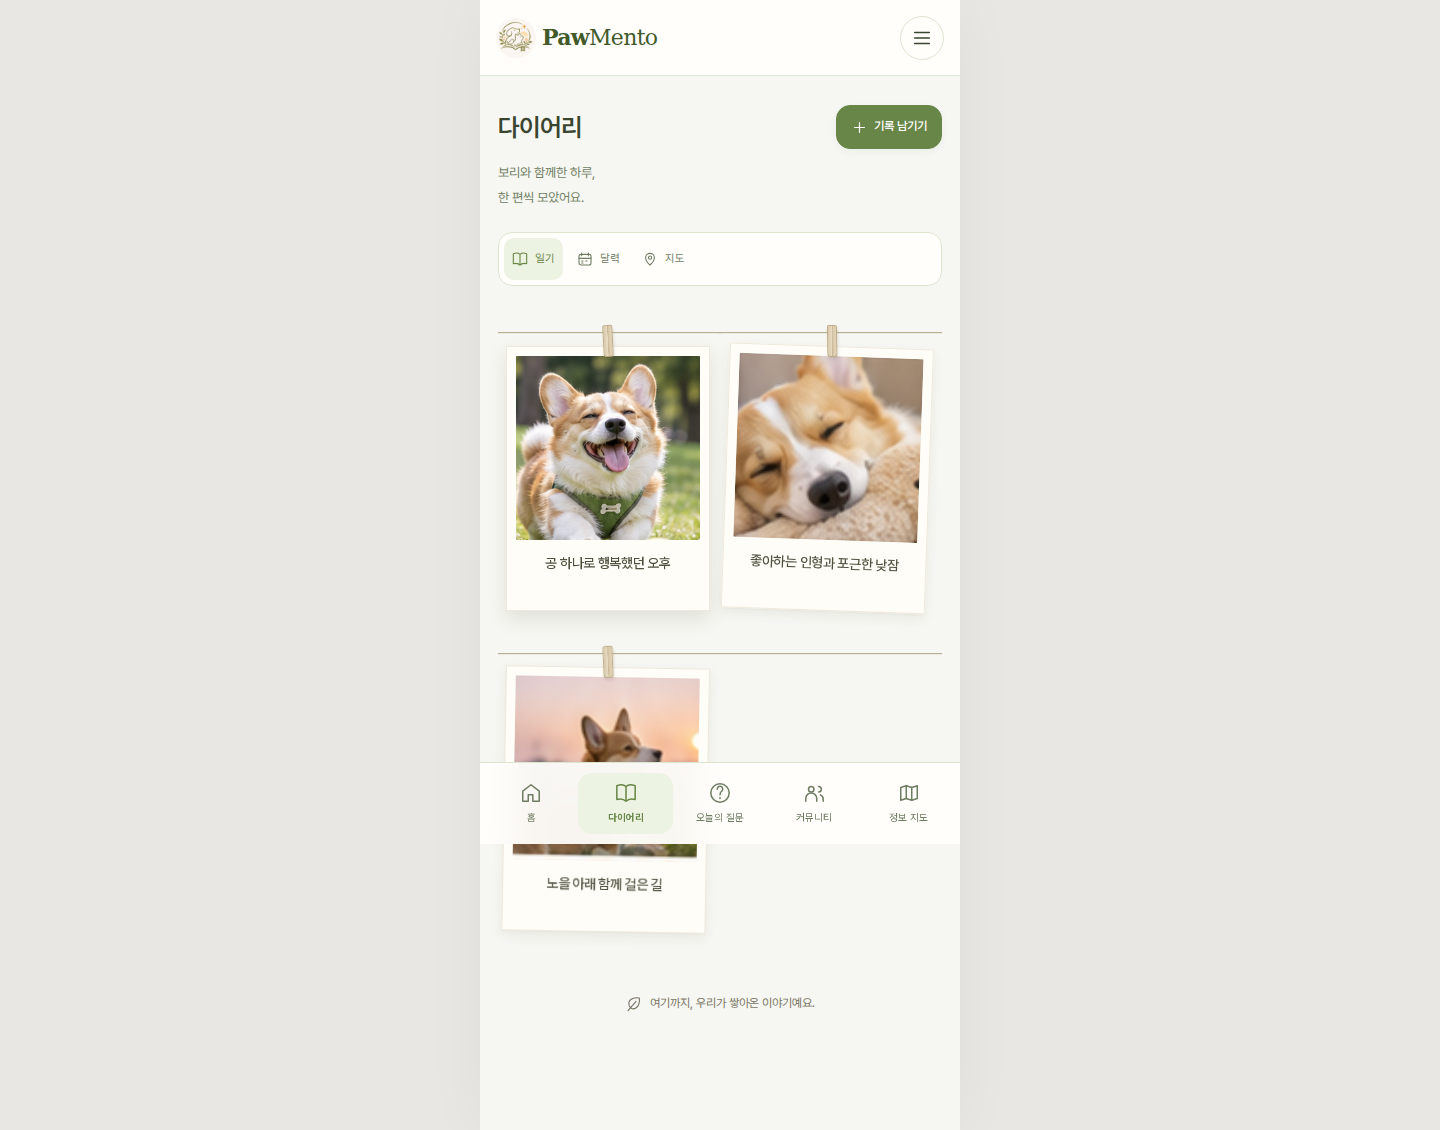 PawMento
다이어리
기록 남기기
보리와 함께한 하루,
한 편씩 모았어요.
일기
달력
지도
공 하나로 행복했던 오후
좋아하는 인형과 포근한 낮잠
홈
다이어리
오늘의 질문
커뮤니티
정보 지도
노을 아래 함께 걸은 길
여기까지, 우리가 쌓아온 이야기예요.